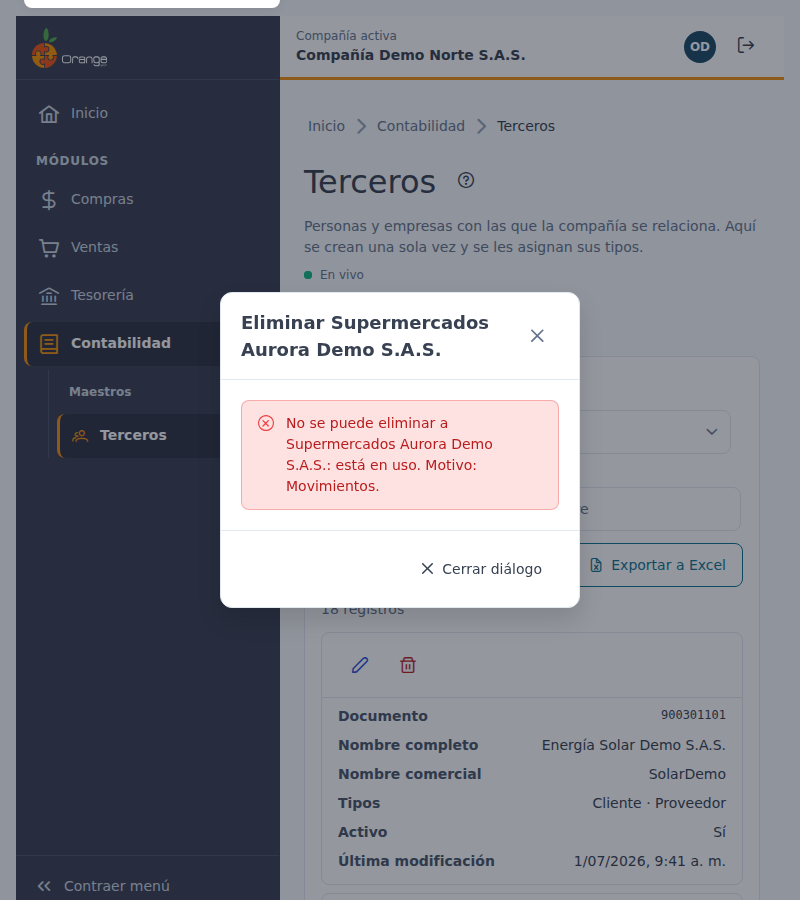 Orange
Compañía activa
Compañía Demo Norte S.A.S.
OD
Inicio
MÓDULOS
Compras
Ventas
Tesorería
Contabilidad
Maestros
Terceros
Contraer menú
Inicio
Contabilidad
Terceros
Terceros
Personas y empresas con las que la compañía se relaciona. Aquí
se crean una sola vez y se les asignan sus tipos.
En vivo
Eliminar Supermercados
Aurora Demo S.A.S.
No se puede eliminar a
Supermercados Aurora Demo
S.A.S.: está en uso. Motivo:
Movimientos.
Cerrar diálogo
Exportar a Excel
18 registros
Documento 900301101
Nombre completo Energía Solar Demo S.A.S.
Nombre comercial SolarDemo
Tipos Cliente · Proveedor
Activo Sí
Última modificación 1/07/2026, 9:41 a. m.